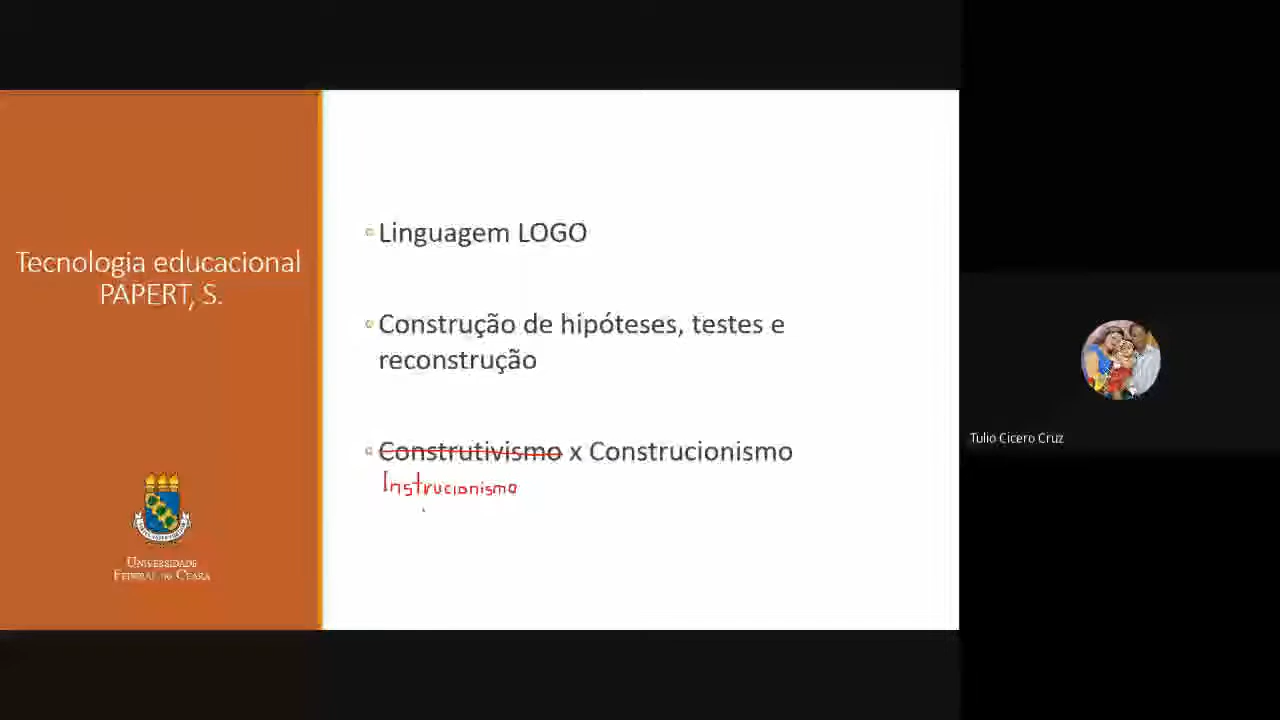 Tecnologia educacional
PAPERT, S.
UNIVERSIDADE
FEDERAL DO CEARÁ
Linguagem LOGO
Construção de hipóteses, testes e
reconstrução
Construtivismo x Construcionismo
Instrucionismo
Tulio Cicero Cruz